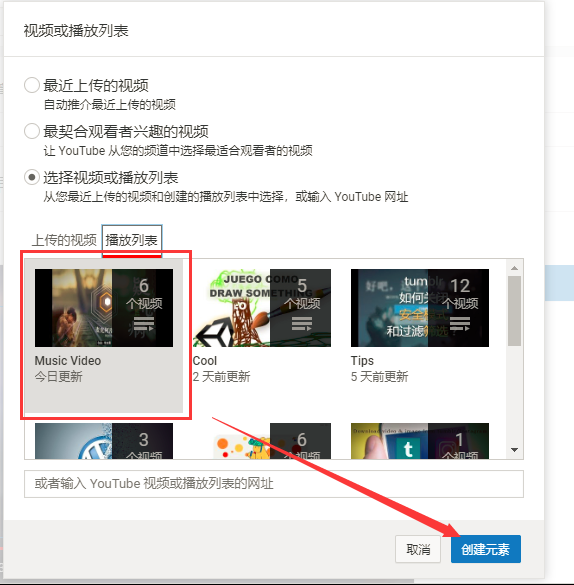 视频或播放列表
最近上传的视频
自动推介最近上传的视频
最契合观看者兴趣的视频
让 YouTube 从您的频道中选择最适合观看者的视频
选择视频或播放列表
从您最近上传的视频和创建的播放列表中选择，或输入 YouTube 网址
上传的视频 播放列表
6
个视频
Music Video
今日更新
JUEGO COMO
DRAW SOMETHING
5
个视频
Cool
2 天前更新
好吧，
tumblr
如何关闭
安全模式
和过滤筛选
12
个视频
Tips
5 天前更新
3
个视频
6
个视频
1
个视频
或者输入 YouTube 视频或播放列表的网址
取消 创建元素